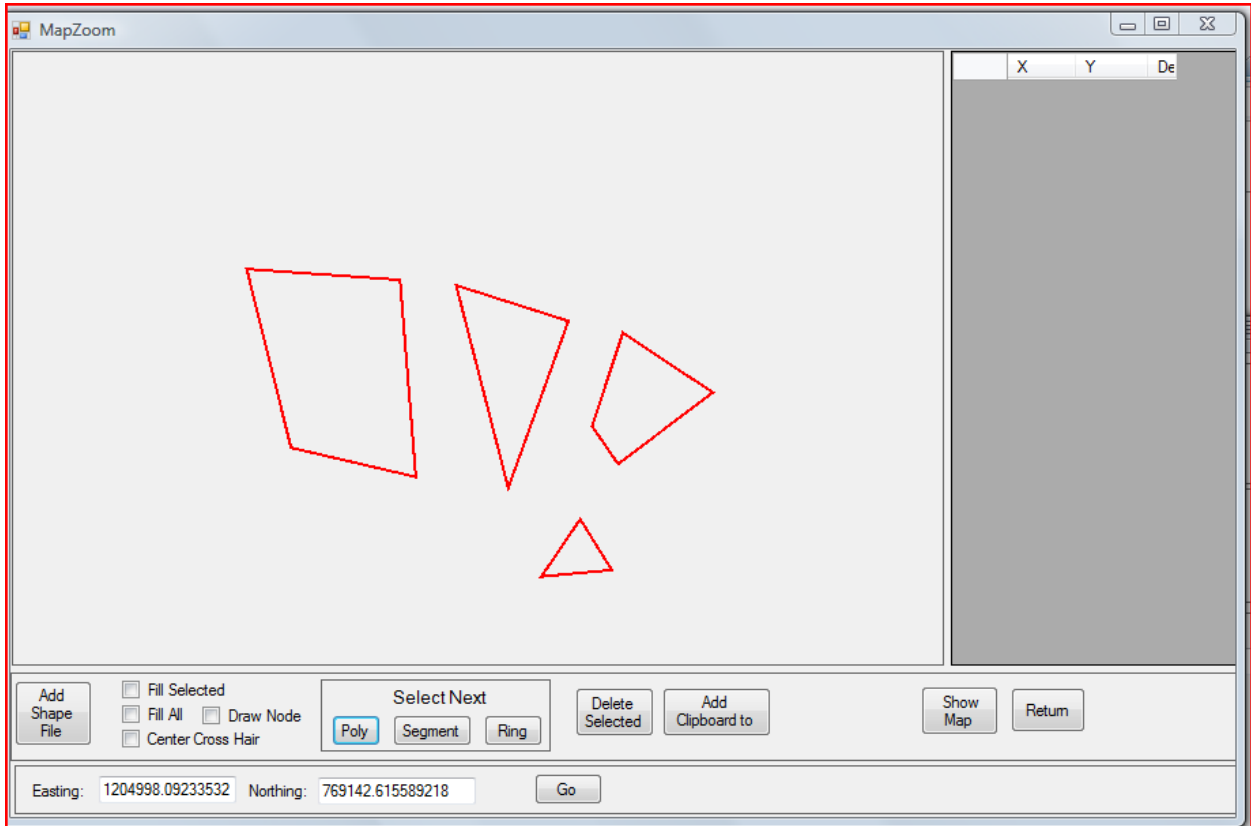 MapZoom
X Y De
Add Shape File
Fill Selected
Fill All Draw Node
Center Cross Hair
Select Next
Poly Segment Ring
Delete Selected
Add Clipboard to
Show Map
Return
Easting: 1204998.09233532 Northing: 769142.615589218 Go